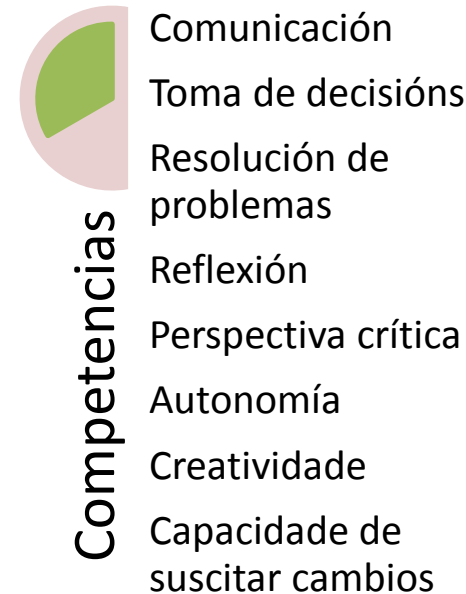 Competencias
Comunicación
Toma de decisións
Resolución de
problemas
Reflexión
Perspectiva crítica
Autonomía
Creatividade
Capacidade de
suscitar cambios